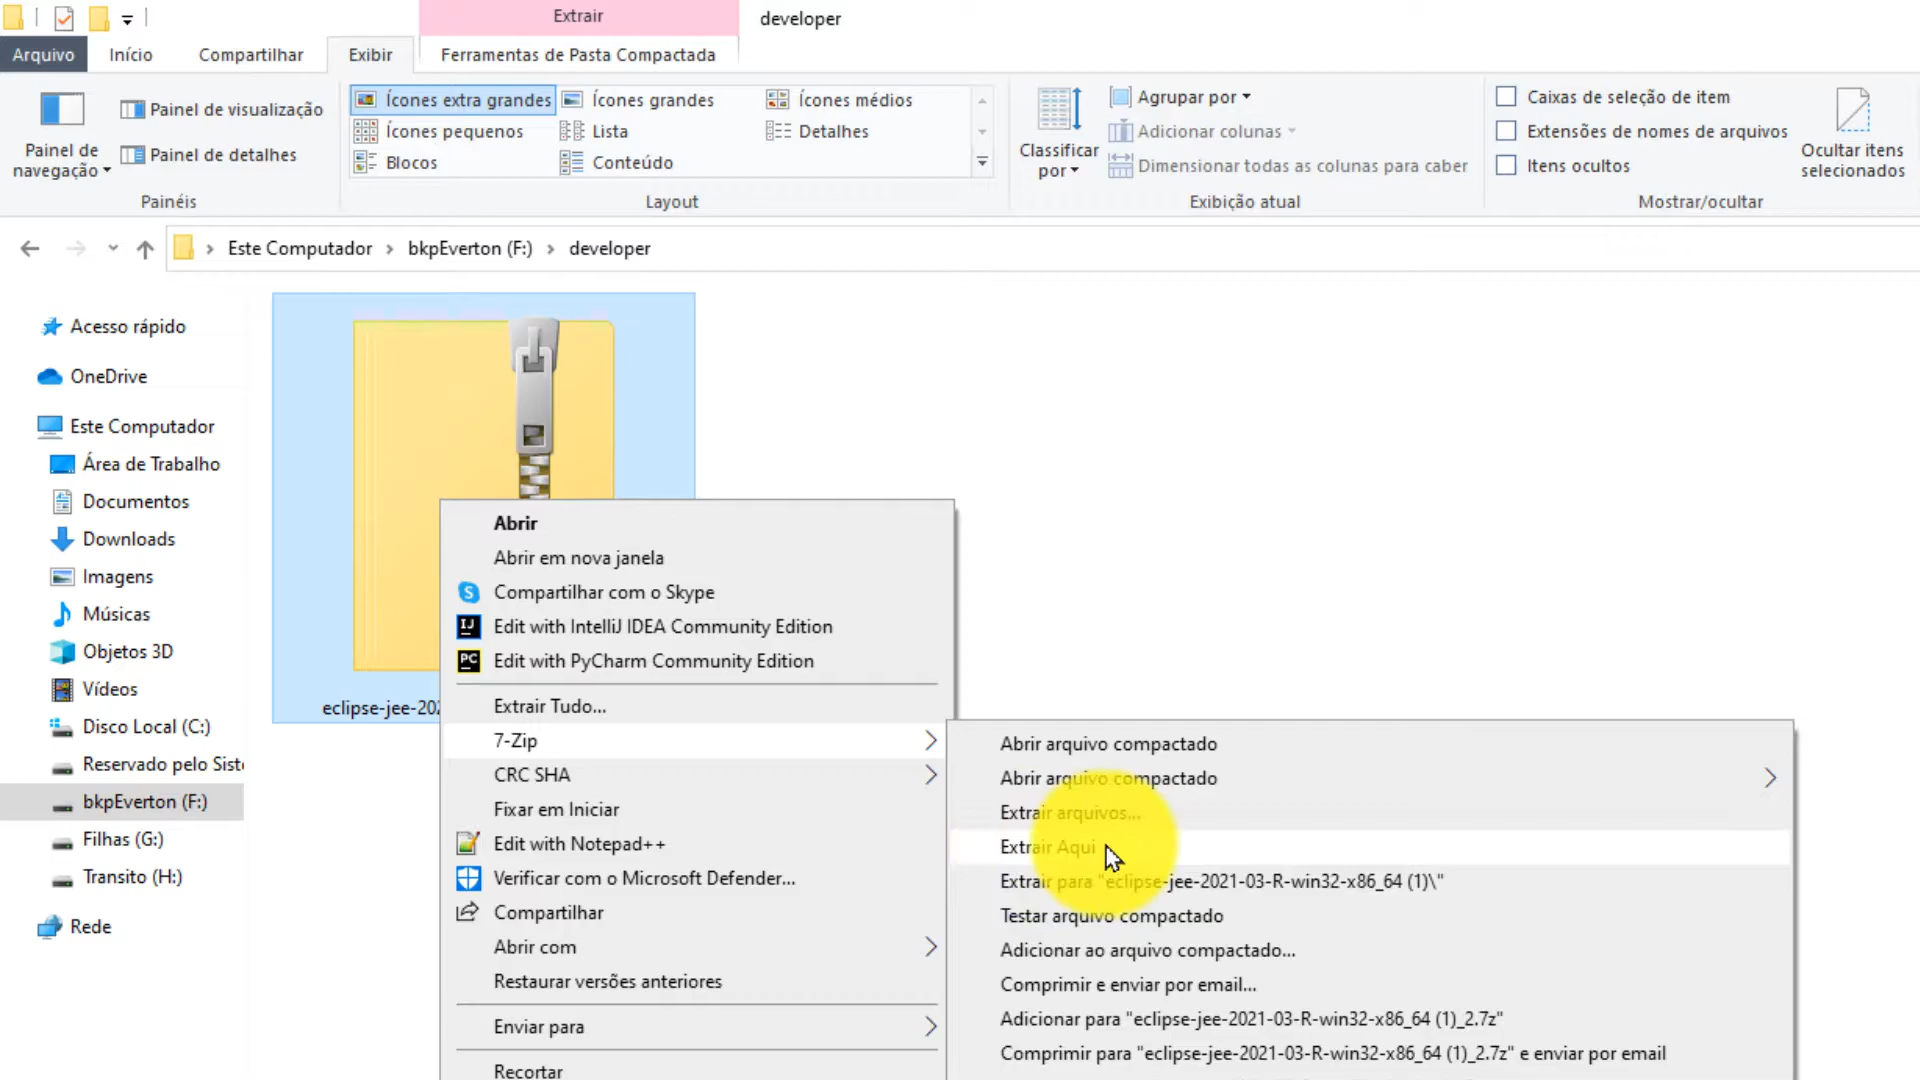 Extrair
developer
Arquivo
Início
Compartilhar
Exibir
Ferramentas de Pasta Compactada
Painel de navegação
Painel de visualização
Painel de detalhes
Painéis
Ícones extra grandes
Ícones grandes
Ícones médios
Ícones pequenos
Lista
Detalhes
Blocos
Conteúdo
Layout
Classificar por
Agrupar por
Adicionar colunas
Dimensionar todas as colunas para caber
Exibição atual
Caixas de seleção de item
Extensões de nomes de arquivos
Itens ocultos
Ocultar itens selecionados
Mostrar/ocultar
Este Computador
bkpEverton (F:)
developer
Acesso rápido
OneDrive
Este Computador
Área de Trabalho
Documentos
Downloads
Imagens
Músicas
Objetos 3D
Vídeos
Disco Local (C:)
Reservado pelo Sist
bkpEverton (F:)
Filhas (G:)
Transito (H:)
Rede
eclipse-jee-202
Abrir
Abrir em nova janela
S Compartilhar com o Skype
IJ Edit with IntelliJ IDEA Community Edition
PC Edit with PyCharm Community Edition
Extrair Tudo...
7-Zip
CRC SHA
Fixar em Iniciar
Edit with Notepad++
Verificar com o Microsoft Defender...
Compartilhar
Abrir com
Restaurar versões anteriores
Enviar para
Recortar
Abrir arquivo compactado
Abrir arquivo compactado
Extrair arquivos...
Extrair Aqui
Extrair para "eclipse-jee-2021-03-R-win32-x86_64 (1)\"
Testar arquivo compactado
Adicionar ao arquivo compactado...
Comprimir e enviar por email...
Adicionar para "eclipse-jee-2021-03-R-win32-x86_64 (1)_2.7z"
Comprimir para "eclipse-jee-2021-03-R-win32-x86_64 (1)_2.7z" e enviar por email